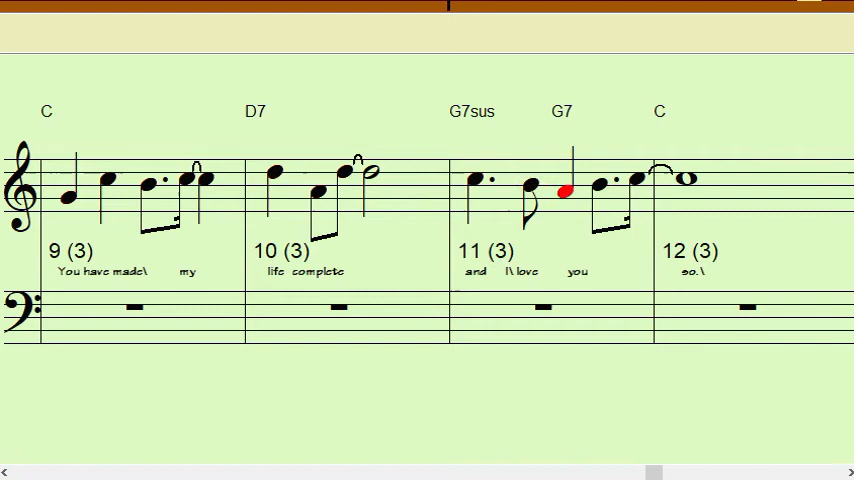 C D7 G7sus G7 C
9 (3) 10 (3) 11 (3) 12 (3)
You have made\ my life complete and I\ love you so.\